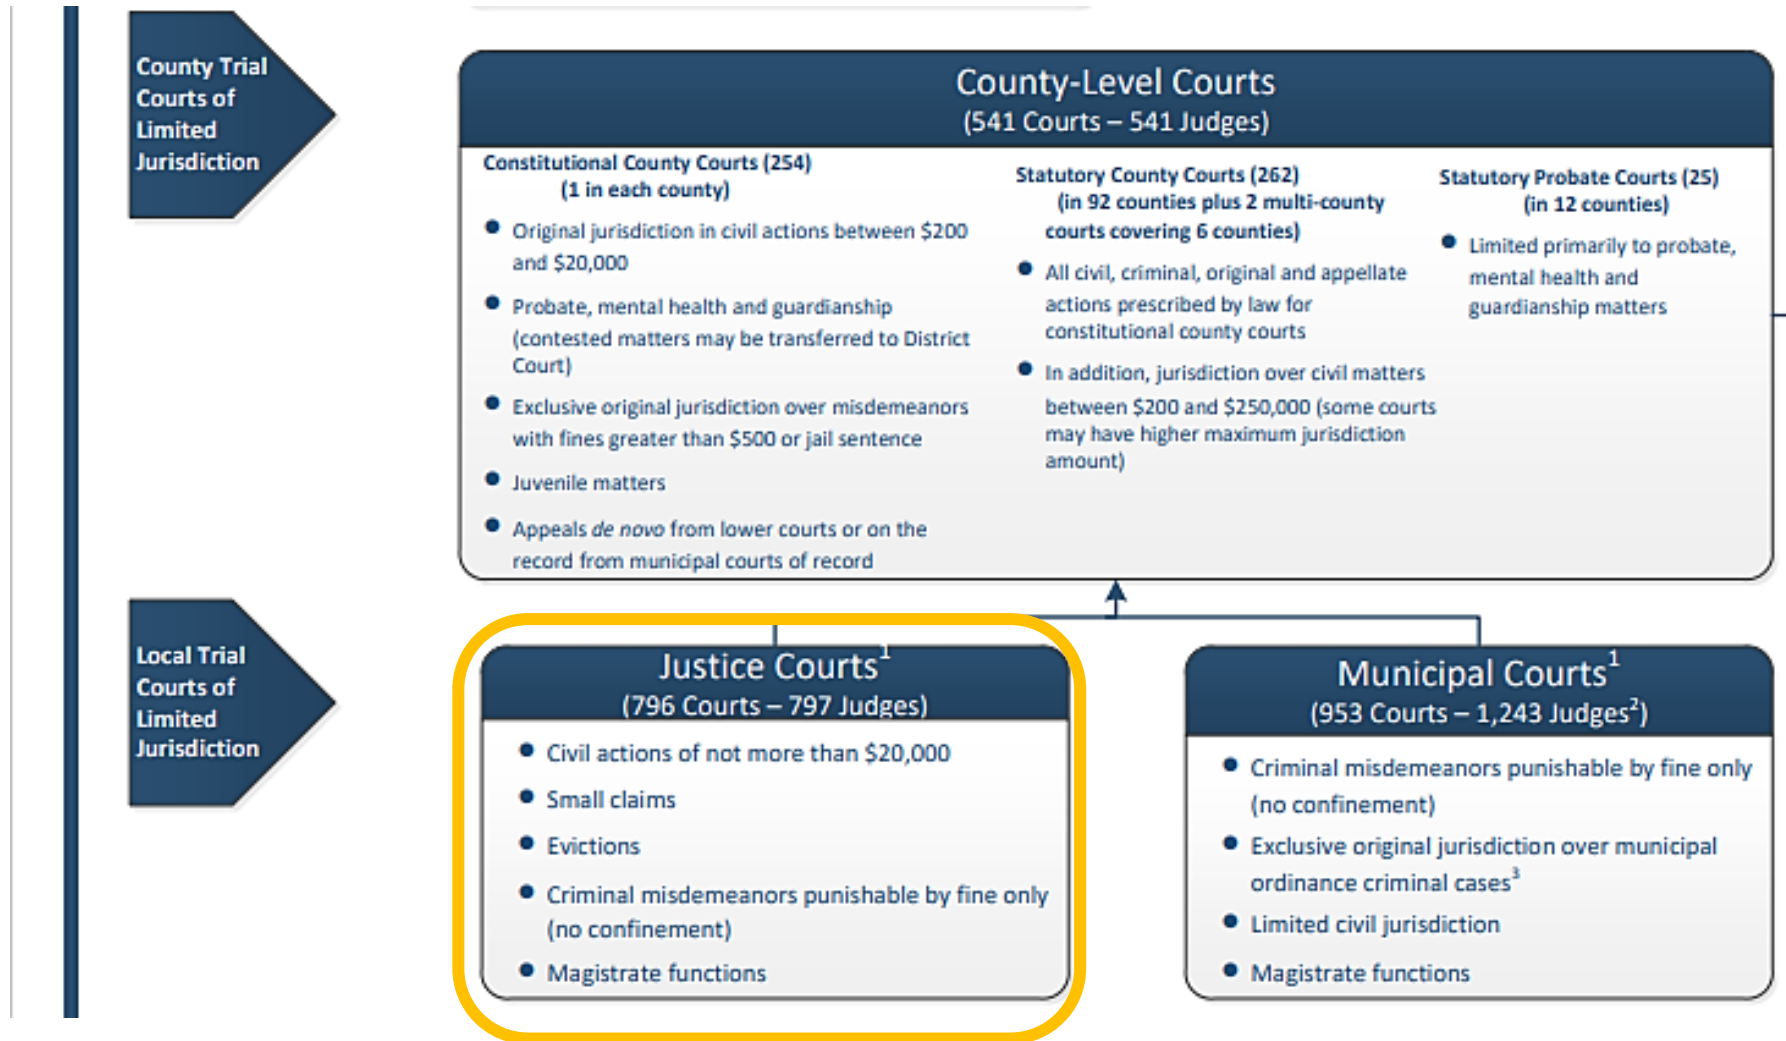 County Trial
Courts of
Limited
Jurisdiction
County-Level Courts
(541 Courts – 541 Judges)
Constitutional County Courts (254)
(1 in each county)
● Original jurisdiction in civil actions between $200
and $20,000
● Probate, mental health and guardianship
(contested matters may be transferred to District
Court)
● Exclusive original jurisdiction over misdemeanors
with fines greater than $500 or jail sentence
● Juvenile matters
● Appeals de novo from lower courts or on the
record from municipal courts of record
Statutory County Courts (262)
(in 92 counties plus 2 multi-county
courts covering 6 counties)
● All civil, criminal, original and appellate
actions prescribed by law for
constitutional county courts
● In addition, jurisdiction over civil matters
between $200 and $250,000 (some courts
may have higher maximum jurisdiction
amount)
Statutory Probate Courts (25)
(in 12 counties)
● Limited primarily to probate,
mental health and
guardianship matters
Local Trial
Courts of
Limited
Jurisdiction
Justice Courts¹
(796 Courts – 797 Judges)
● Civil actions of not more than $20,000
● Small claims
● Evictions
● Criminal misdemeanors punishable by fine only
(no confinement)
● Magistrate functions
Municipal Courts¹
(953 Courts – 1,243 Judges²)
● Criminal misdemeanors punishable by fine only
(no confinement)
● Exclusive original jurisdiction over municipal
ordinance criminal cases³
● Limited civil jurisdiction
● Magistrate functions